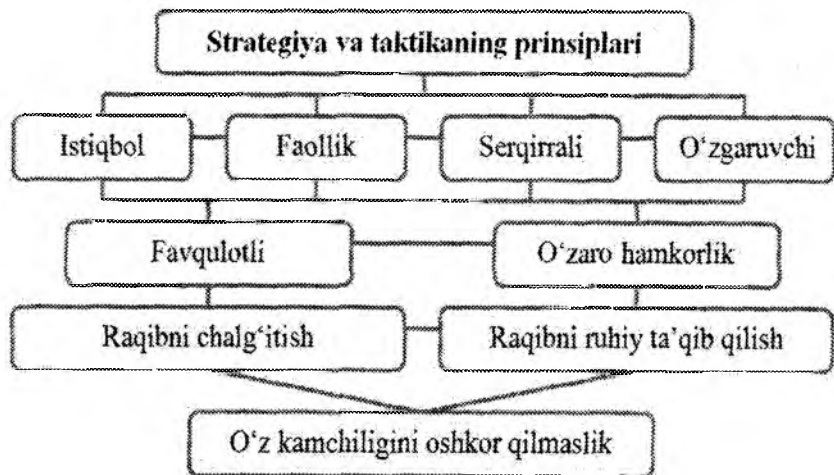 Strategiya va taktikaning prinsiplari
Istiqbol
Faollik
Serqirrali
O‘zgaruvchi
Favqulotli
O‘zaro hamkorlik
Raqibni chalg‘itish
Raqibni ruhiy ta’qib qilish
O‘z kamchiligini oshkor qilmaslik